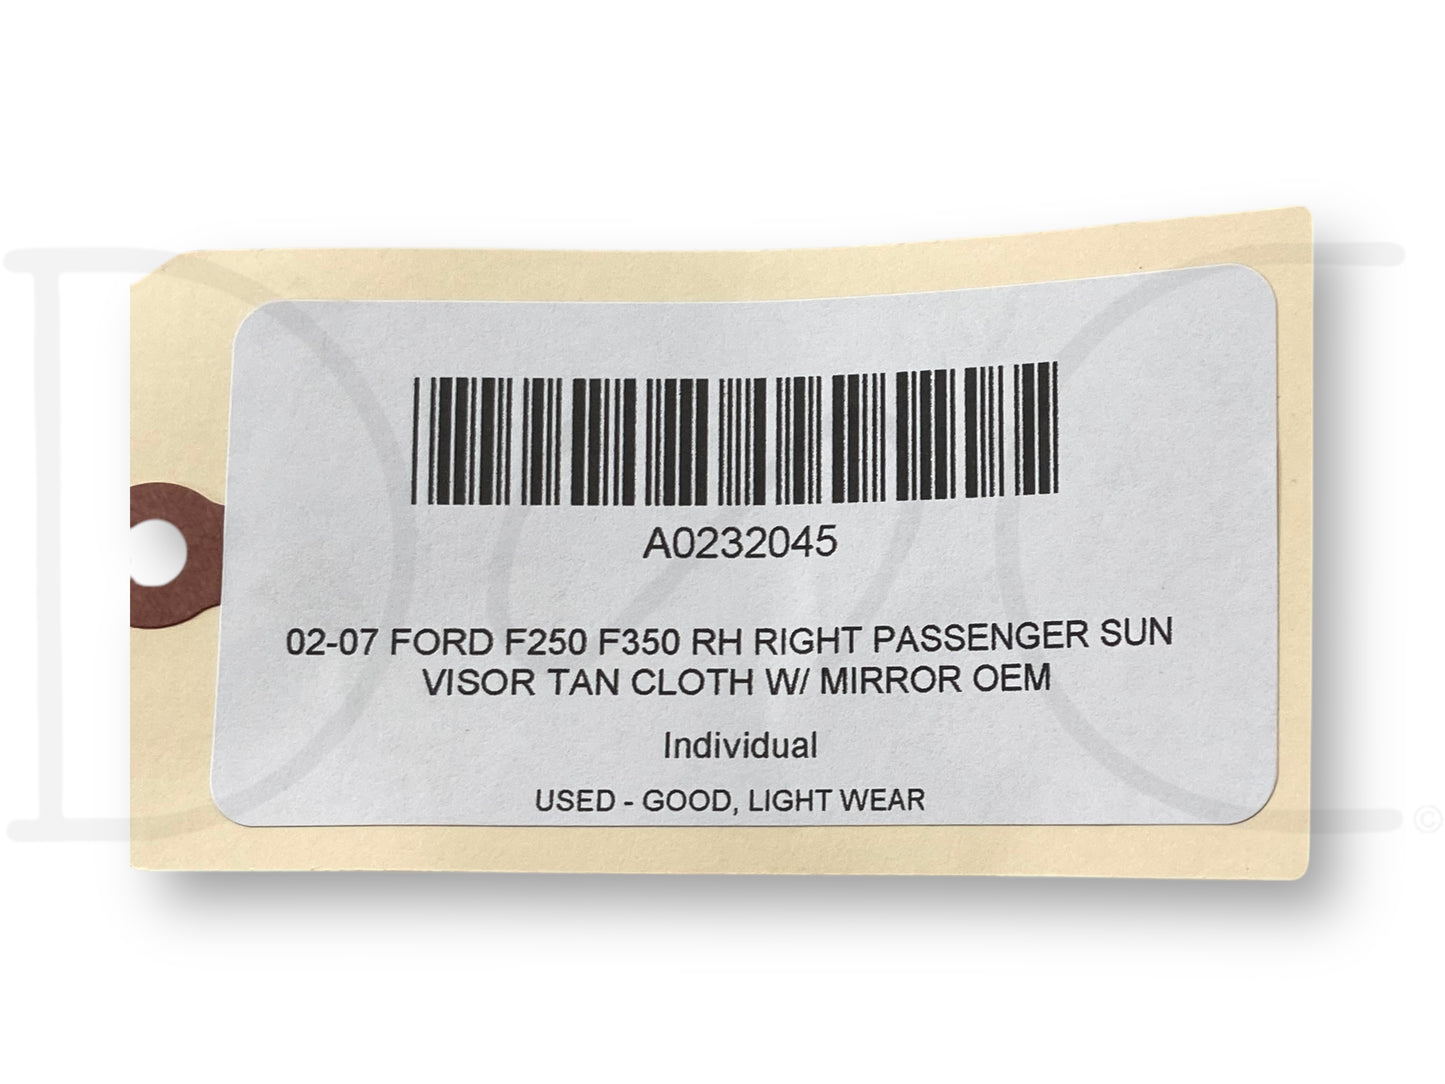 A0232045
02-07 FORD F250 F350 RH RIGHT PASSENGER SUN
VISOR TAN CLOTH W/ MIRROR OEM
Individual
USED - GOOD, LIGHT WEAR
©